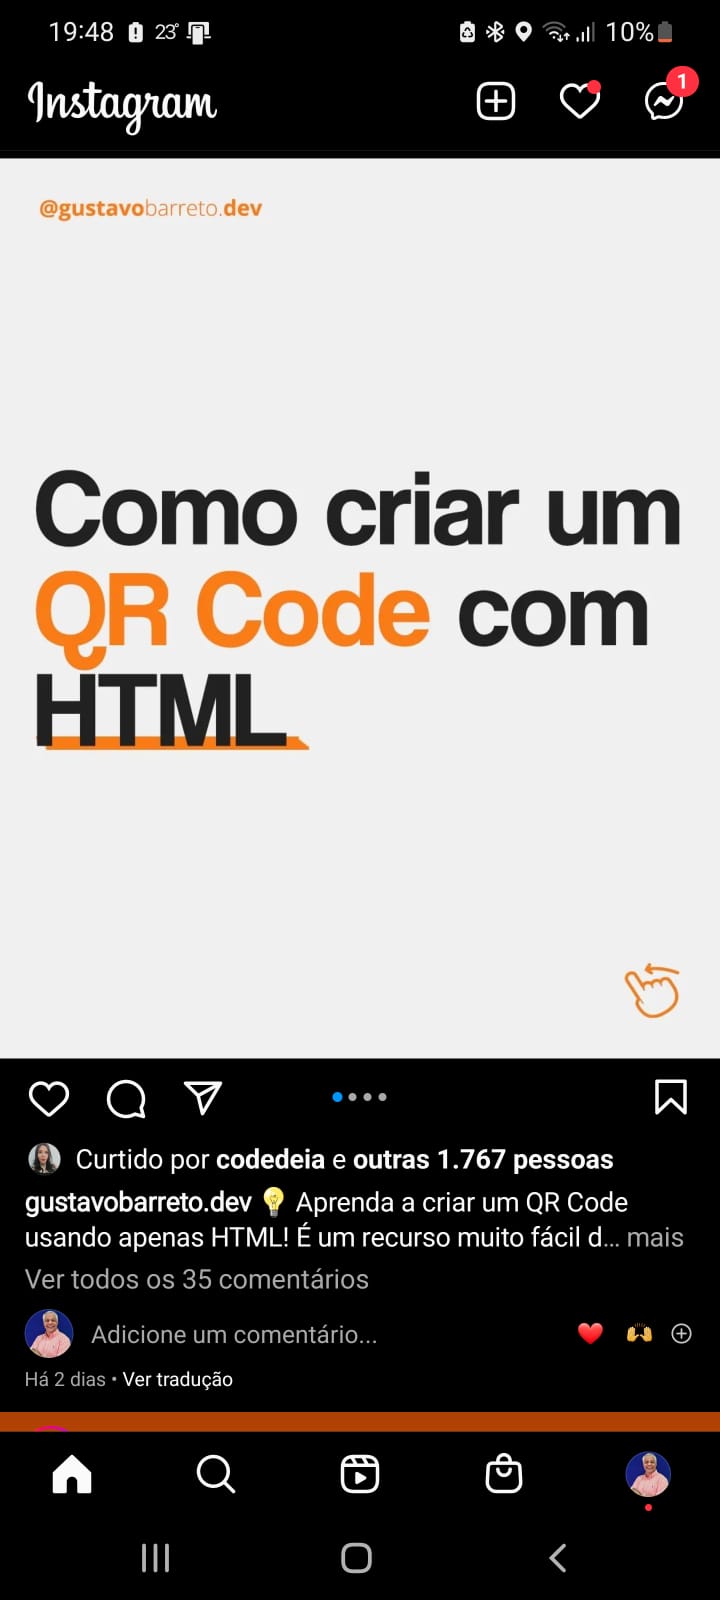 19:48 23° 10%
Instagram
1
@gustavobarreto.dev
Como criar um
QR Code com
HTML
Curtido por codedeia e outras 1.767 pessoas
gustavobarreto.dev 💡 Aprenda a criar um QR Code
usando apenas HTML! É um recurso muito fácil d... mais
Ver todos os 35 comentários
Adicione um comentário...
Há 2 dias • Ver tradução